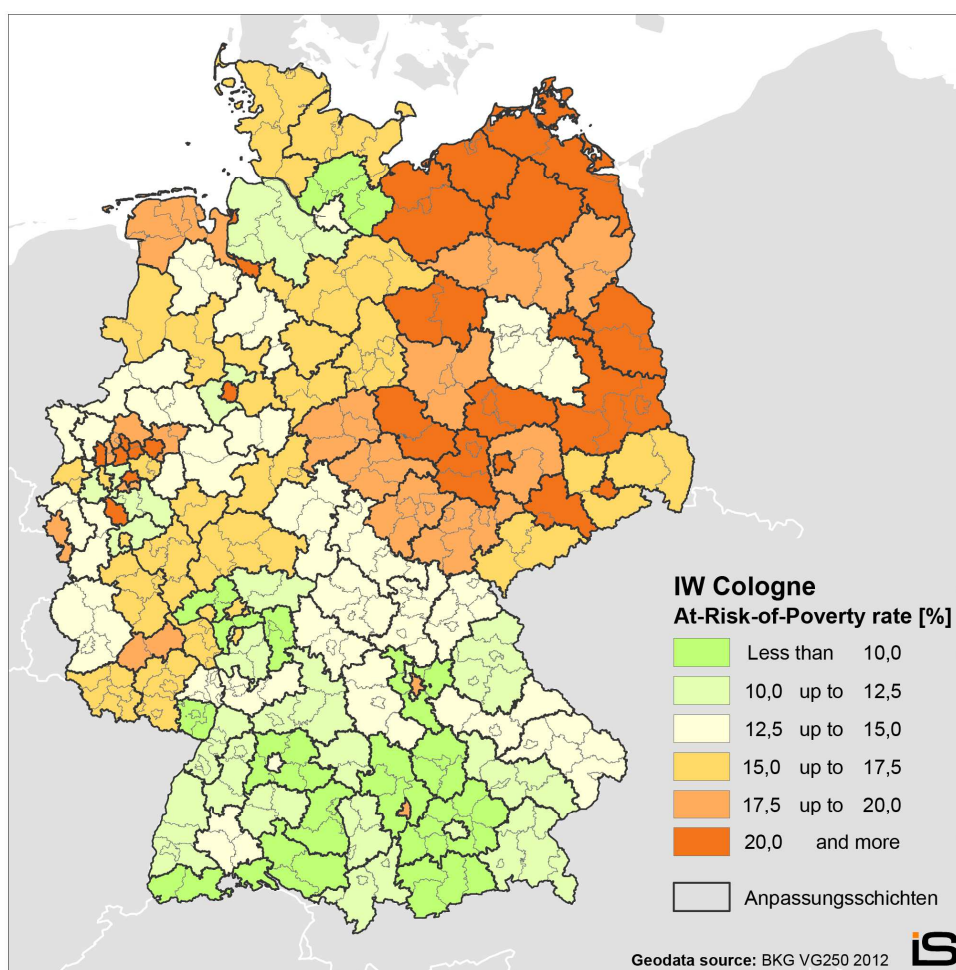 IW Cologne
At-Risk-of-Poverty rate [%]
Less than 10,0
10,0 up to 12,5
12,5 up to 15,0
15,0 up to 17,5
17,5 up to 20,0
20,0 and more
Anpassungsschichten
iS
Geodata source: BKG VG250 2012